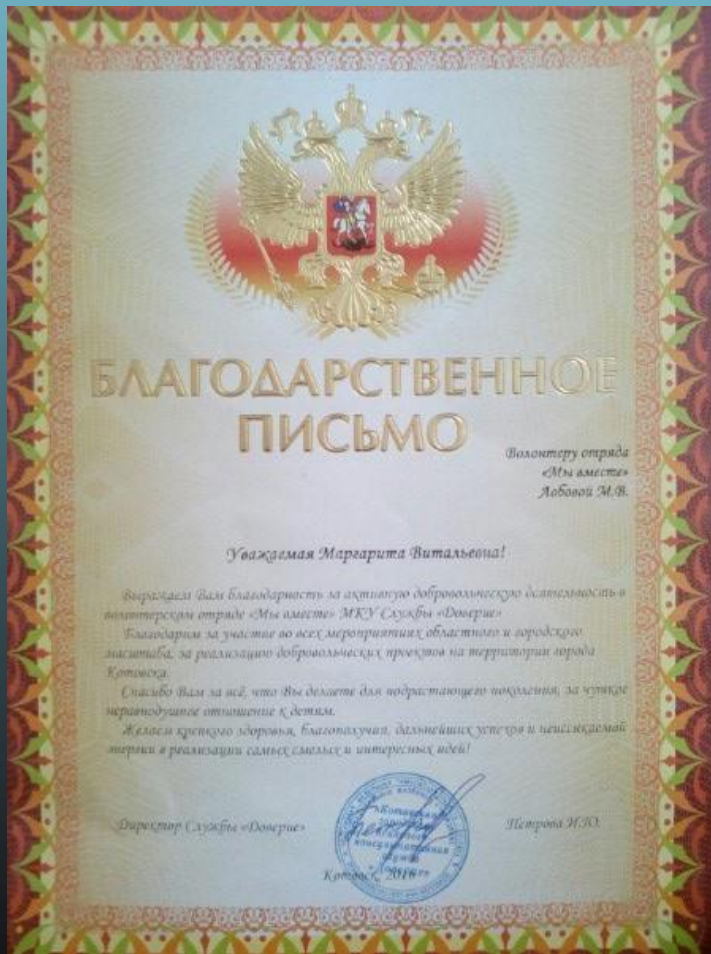 БЛАГОДАРСТВЕННОЕ
ПИСЬМО
Волонтеру отряда
«Мы вместе»
Лобовой М.В.
Уважаемая Маргарита Витальевна!
Выражаем Вам благодарность за активную добровольческую деятельность в
волонтерском отряде «Мы вместе» МКУ Службы «Доверие»
Благодарим за участие во всех мероприятиях областного и городского
масштаба, за реализацию добровольческих проектов на территории города
Котовска.
Спасибо Вам за всё, что Вы делаете для подрастающего поколения, за чуткое
неравнодушное отношение к детям.
Желаем крепкого здоровья, благополучия, дальнейших успехов и неиссякаемой
энергии в реализации самых смелых и интересных идей!
Директор Службы «Доверие»
Петрова И.Ю.
консультативная
служба
Котовск, 2016